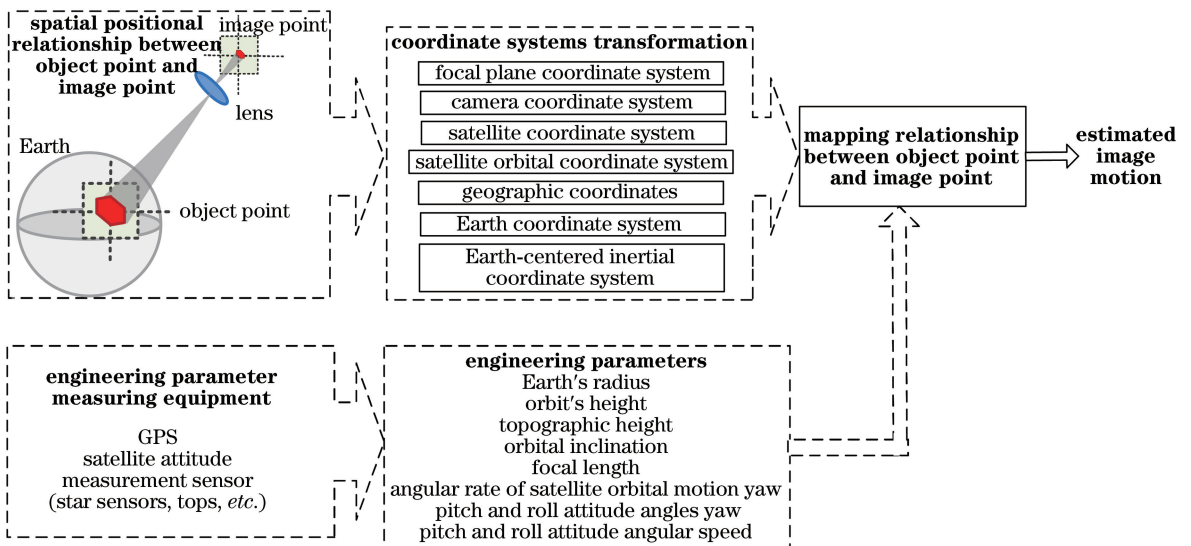 spatial positional
relationship between
object point and
image point
image point
lens
Earth
object point
coordinate systems transformation
focal plane coordinate system
camera coordinate system
satellite coordinate system
satellite orbital coordinate system
geographic coordinates
Earth coordinate system
Earth-centered inertial
coordinate system
mapping relationship
between object point
and image point
estimated
image
motion
engineering parameter
measuring equipment
GPS
satellite attitude
measurement sensor
(star sensors, tops, etc.)
engineering parameters
Earth's radius
orbit's height
topographic height
orbital inclination
focal length
angular rate of satellite orbital motion yaw
pitch and roll attitude angles yaw
pitch and roll attitude angular speed